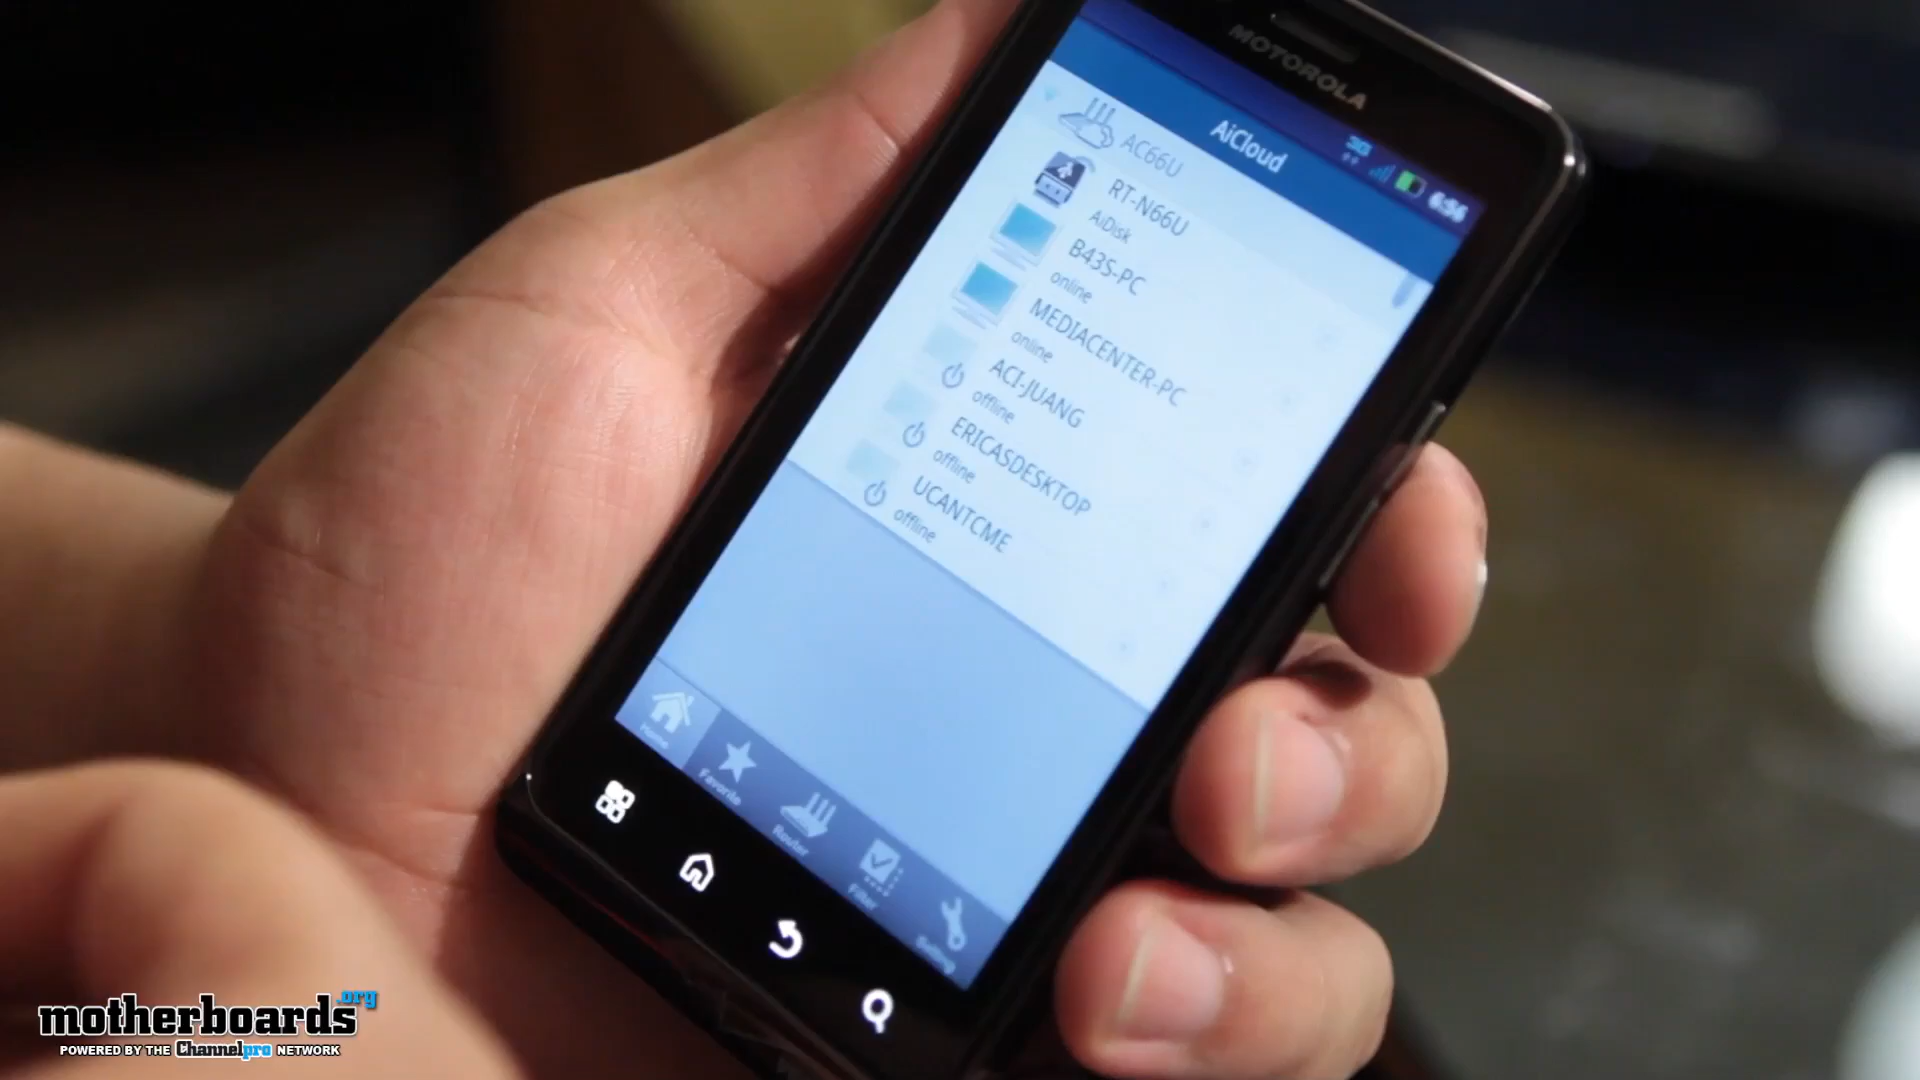 MOTOROLA
3G
6:56
AiCloud
AC66U
RT-N66U
AiDisk
B43S-PC
online
MEDIACENTER-PC
online
ACI-JUANG
offline
ERICASDESKTOP
offline
UCANTCME
offline
Home
Favorite
Router
Filter
motherboards.org
POWERED BY THE Channelpro NETWORK